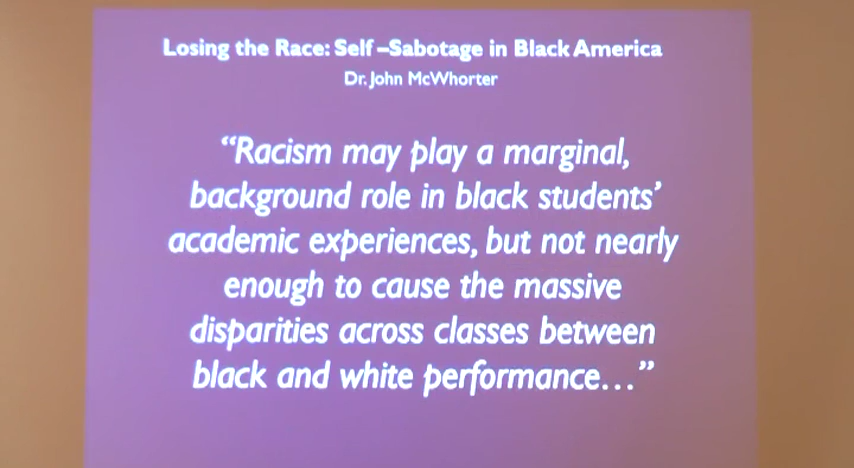 Losing the Race: Self –Sabotage in Black America
Dr. John McWhorter
“Racism may play a marginal,
background role in black students’
academic experiences, but not nearly
enough to cause the massive
disparities across classes between
black and white performance…”